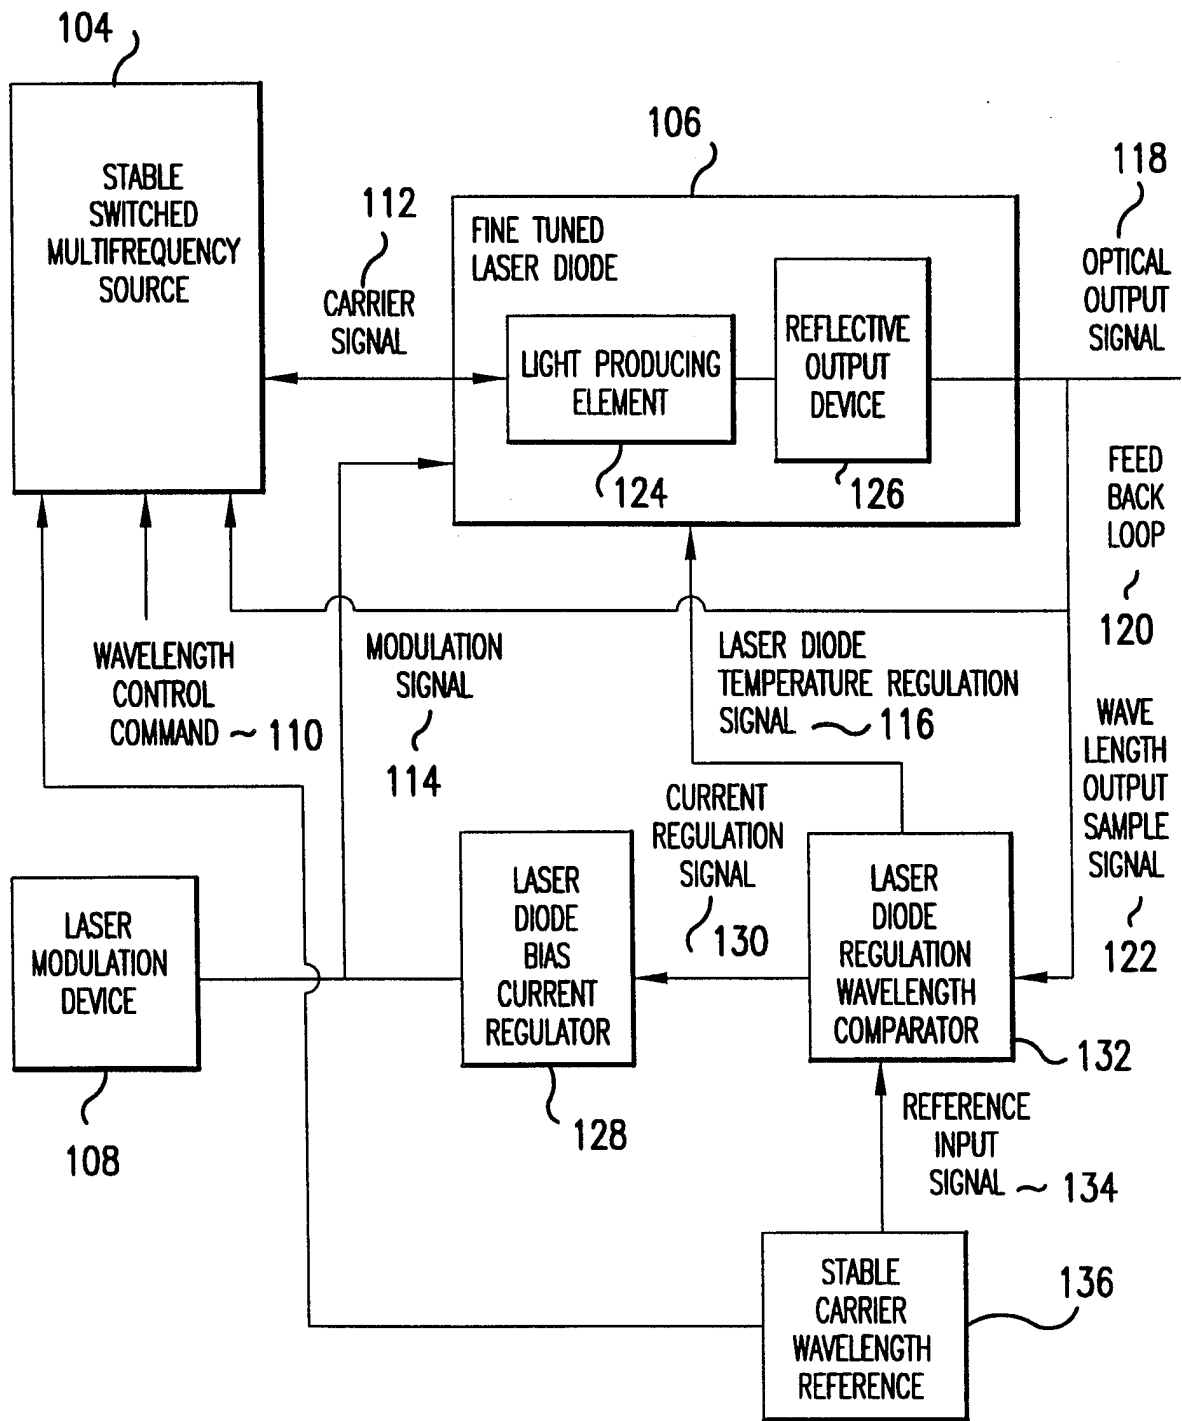 104
STABLE
SWITCHED
MULTIFREQUENCY
SOURCE
112
CARRIER
SIGNAL
106
FINE TUNED
LASER DIODE
LIGHT PRODUCING
ELEMENT
124
REFLECTIVE
OUTPUT
DEVICE
126
118
OPTICAL
OUTPUT
SIGNAL
FEED
BACK
LOOP
120
WAVELENGTH
CONTROL
COMMAND ~ 110
MODULATION
SIGNAL
114
LASER DIODE
TEMPERATURE REGULATION
SIGNAL 116
WAVE
LENGTH
OUTPUT
SAMPLE
SIGNAL
122
CURRENT
REGULATION
SIGNAL
130
LASER
MODULATION
DEVICE
108
LASER
DIODE
BIAS
CURRENT
REGULATOR
128
LASER
DIODE
REGULATION
WAVELENGTH
COMPARATOR
132
REFERENCE
INPUT
SIGNAL ~ 134
STABLE
CARRIER
WAVELENGTH
REFERENCE
136